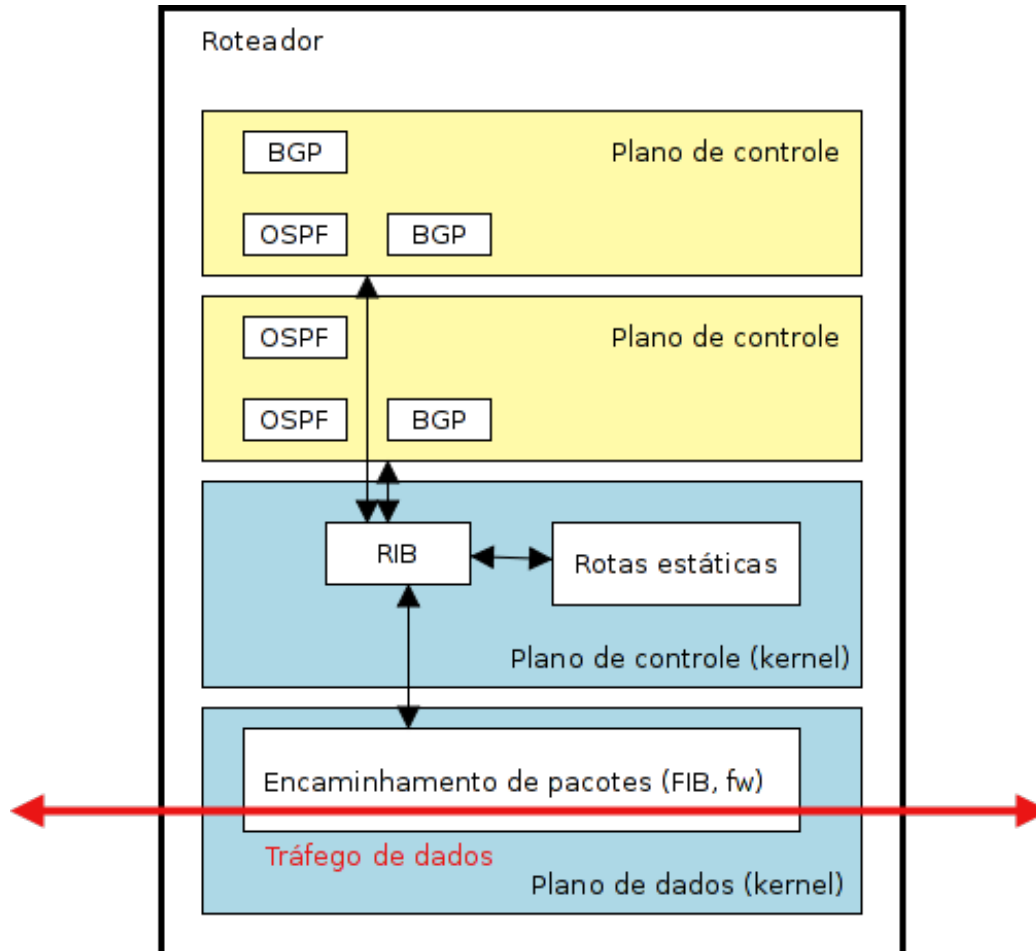 Roteador
BGP
Plano de controle
OSPF
BGP
OSPF
Plano de controle
OSPF
BGP
RIB
Rotas estáticas
Plano de controle (kernel)
Encaminhamento de pacotes (FIB, fw)
Tráfego de dados
Plano de dados (kernel)